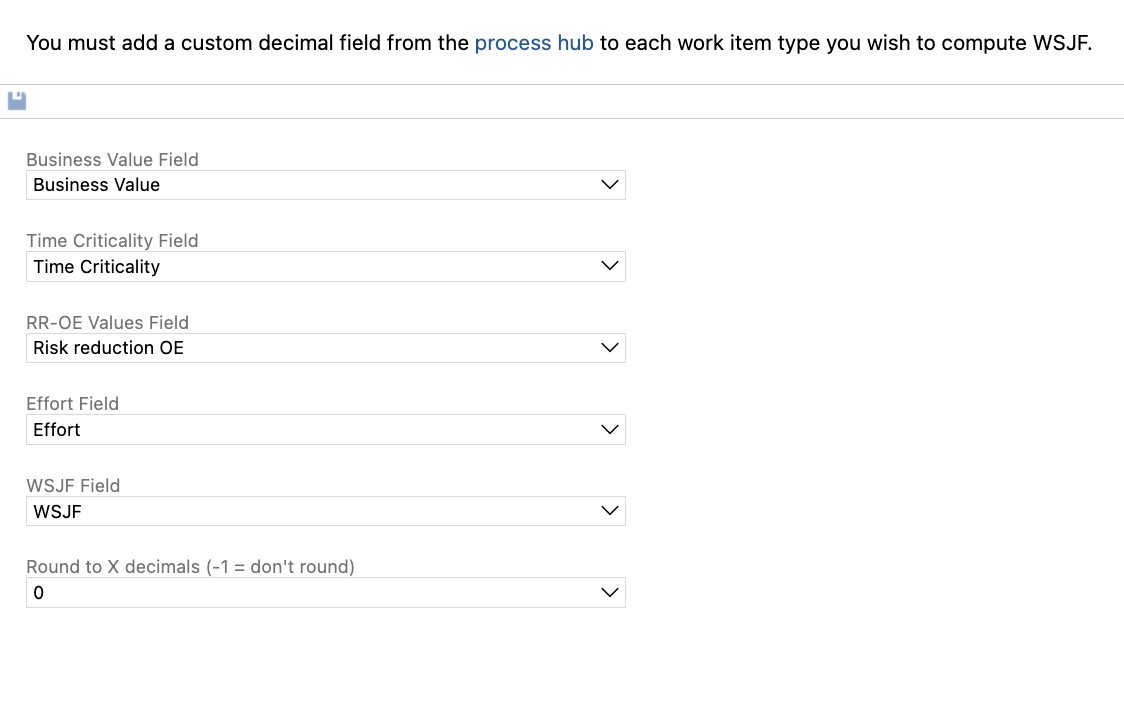 You must add a custom decimal field from the process hub to each work item type you wish to compute WSJF.
Business Value Field
Business Value
Time Criticality Field
Time Criticality
RR-OE Values Field
Risk reduction OE
Effort Field
Effort
WSJF Field
WSJF
Round to X decimals (-1 = don't round)
0